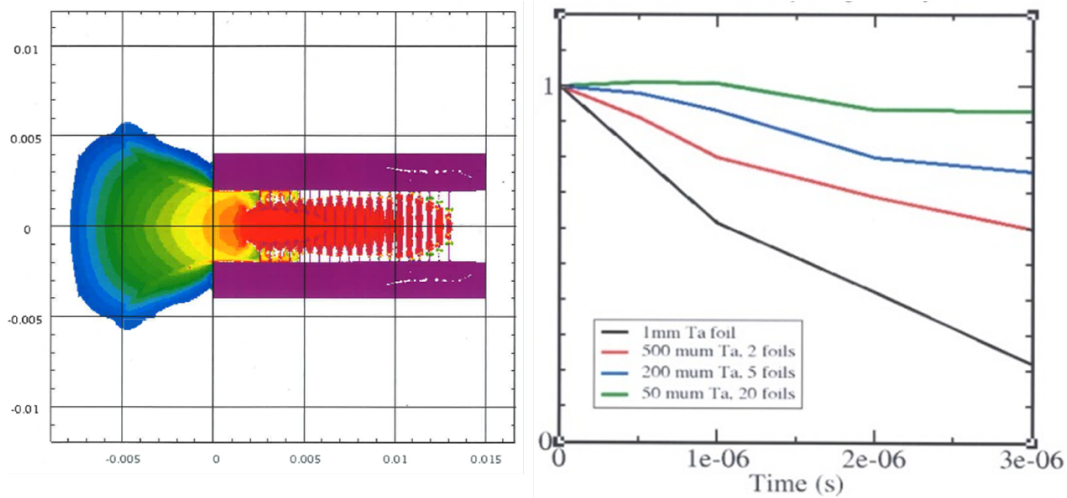 0.01
0.005
0
-0.005
-0.01
-0.005
0
0.005
0.01
0.015
1
0
1mm Ta foil
500 mum Ta, 2 foils
200 mum Ta, 5 foils
50 mum Ta, 20 foils
0
1e-06
2e-06
3e-06
Time (s)